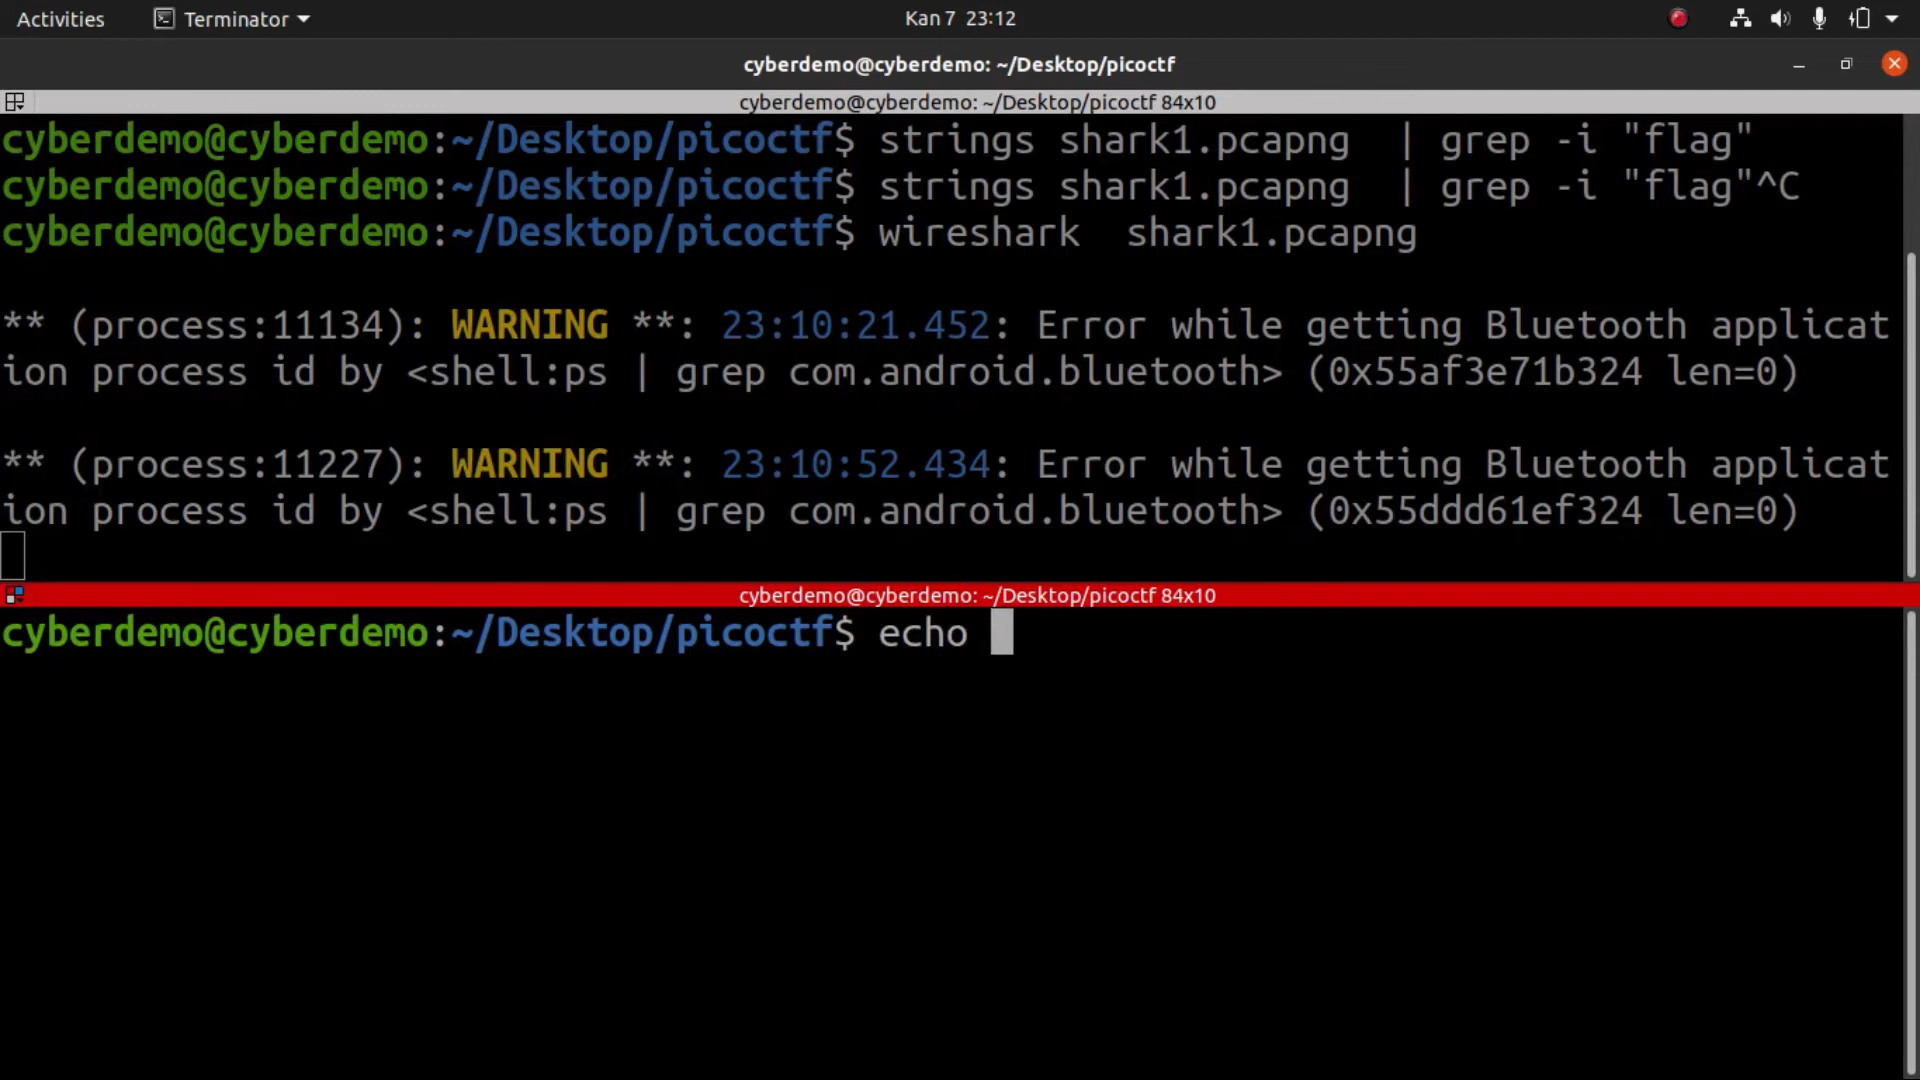 Activities Terminator Kan 7 23:12
cyberdemo@cyberdemo: ~/Desktop/picoctf
cyberdemo@cyberdemo: ~/Desktop/picoctf 84x10
cyberdemo@cyberdemo:~/Desktop/picoctf$ strings shark1.pcapng  | grep -i "flag"
cyberdemo@cyberdemo:~/Desktop/picoctf$ strings shark1.pcapng  | grep -i "flag"^C
cyberdemo@cyberdemo:~/Desktop/picoctf$ wireshark  shark1.pcapng
** (process:11134): WARNING **: 23:10:21.452: Error while getting Bluetooth applicat
ion process id by <shell:ps | grep com.android.bluetooth> (0x55af3e71b324 len=0)
** (process:11227): WARNING **: 23:10:52.434: Error while getting Bluetooth applicat
ion process id by <shell:ps | grep com.android.bluetooth> (0x55ddd61ef324 len=0)
cyberdemo@cyberdemo: ~/Desktop/picoctf 84x10
cyberdemo@cyberdemo:~/Desktop/picoctf$ echo